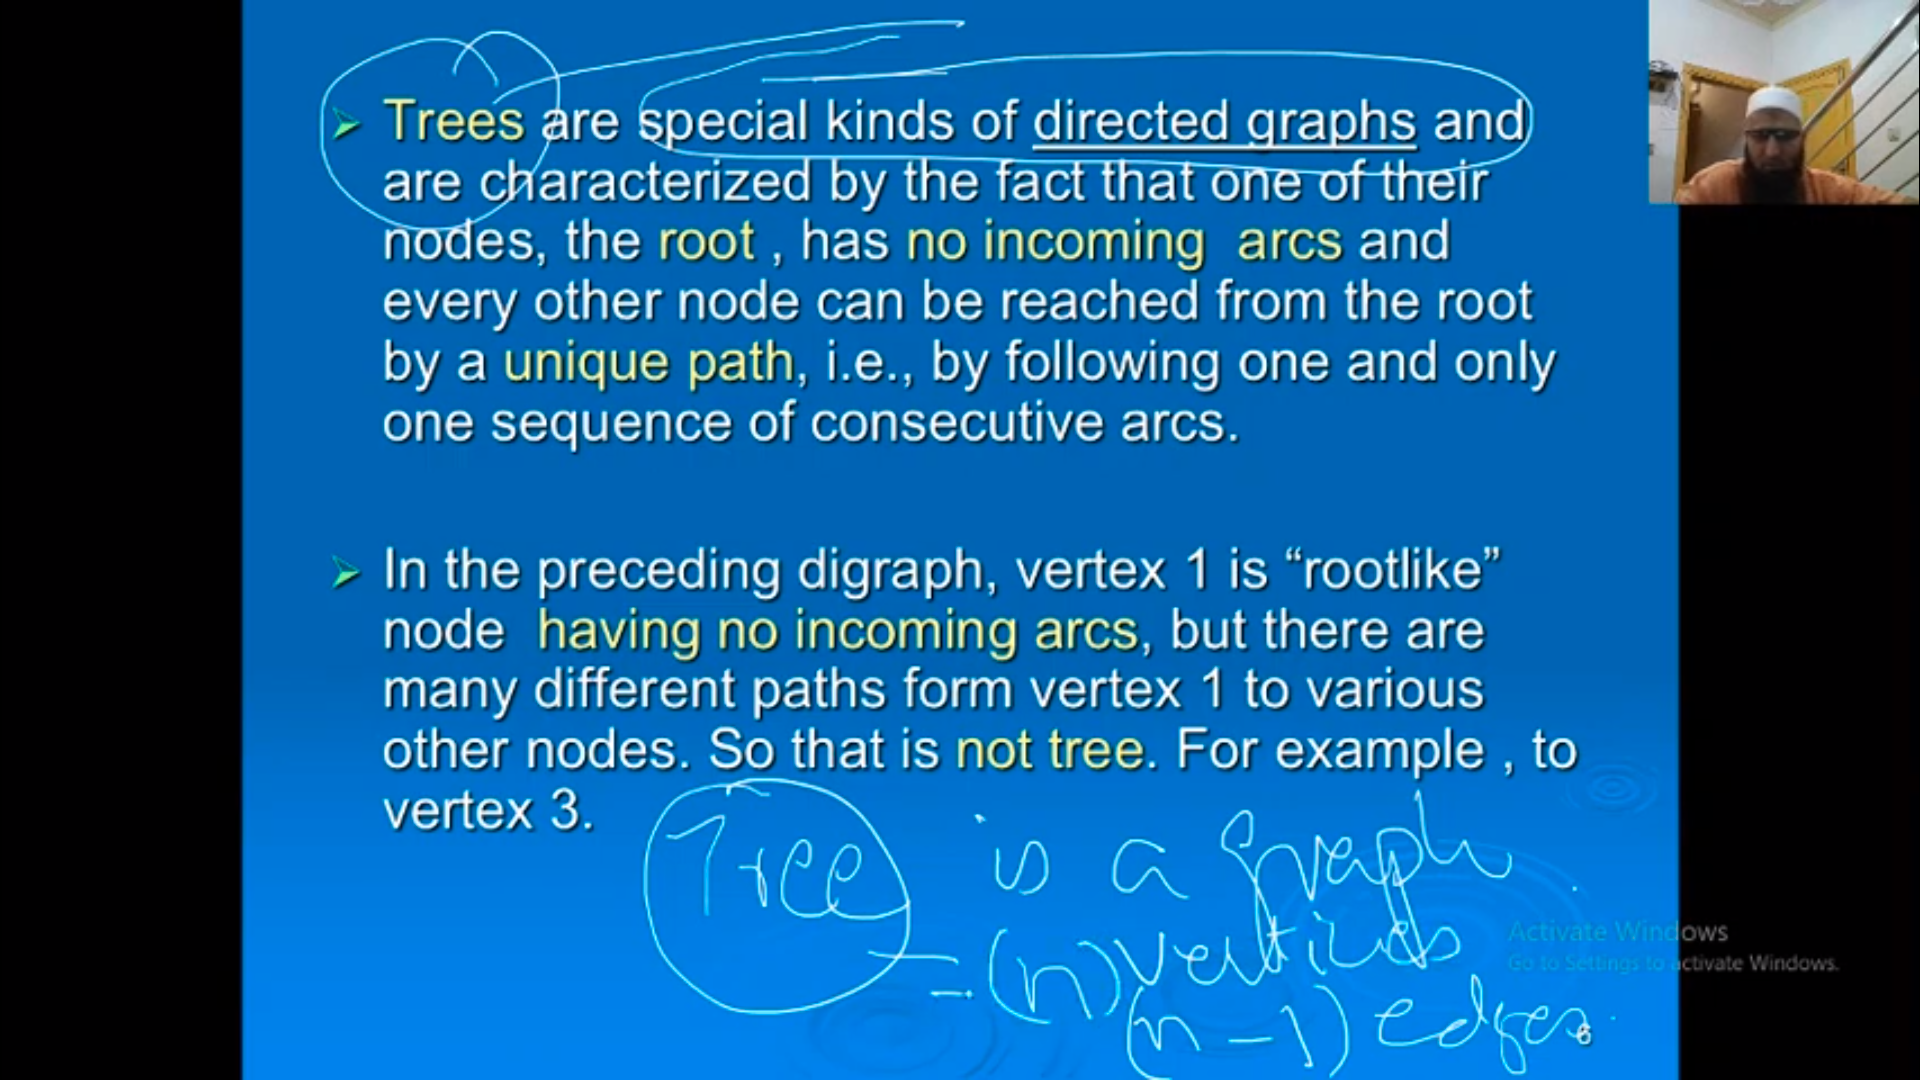 ➢ Trees are special kinds of directed graphs and
are characterized by the fact that one of their
nodes, the root , has no incoming arcs and
every other node can be reached from the root
by a unique path, i.e., by following one and only
one sequence of consecutive arcs.
➢ In the preceding digraph, vertex 1 is “rootlike”
node having no incoming arcs, but there are
many different paths form vertex 1 to various
other nodes. So that is not tree. For example , to
vertex 3.
Tree is a graph.
= (n) vertices
(n-1) edges.
Activate Windows
Go to Settings to activate Windows.
6